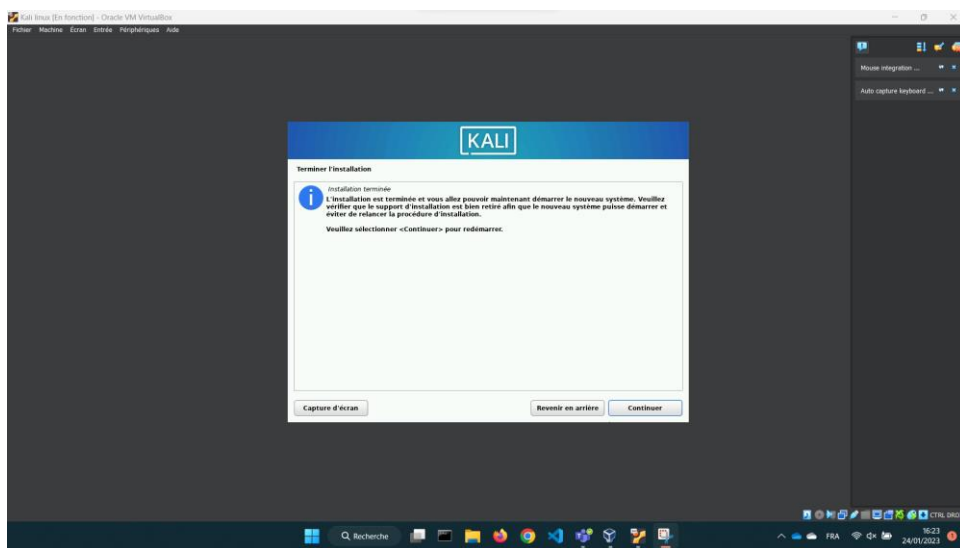 Kali linux [En fonction] - Oracle VM VirtualBox
Fichier Machine Écran Entrée Périphériques Aide
Mouse integration ...
Auto capture keyboard ...
KALI
Terminer l'installation
Installation terminée
L'installation est terminée et vous allez pouvoir maintenant démarrer le nouveau système. Veuillez
vérifier que le support d'installation est bien retiré afin que le nouveau système puisse démarrer et
éviter de relancer la procédure d'installation.
Veuillez sélectionner <Continuer> pour redémarrer.
Capture d'écran
Revenir en arrière
Continuer
CTRL DRO
Recherche
FRA
16:23
24/01/2023